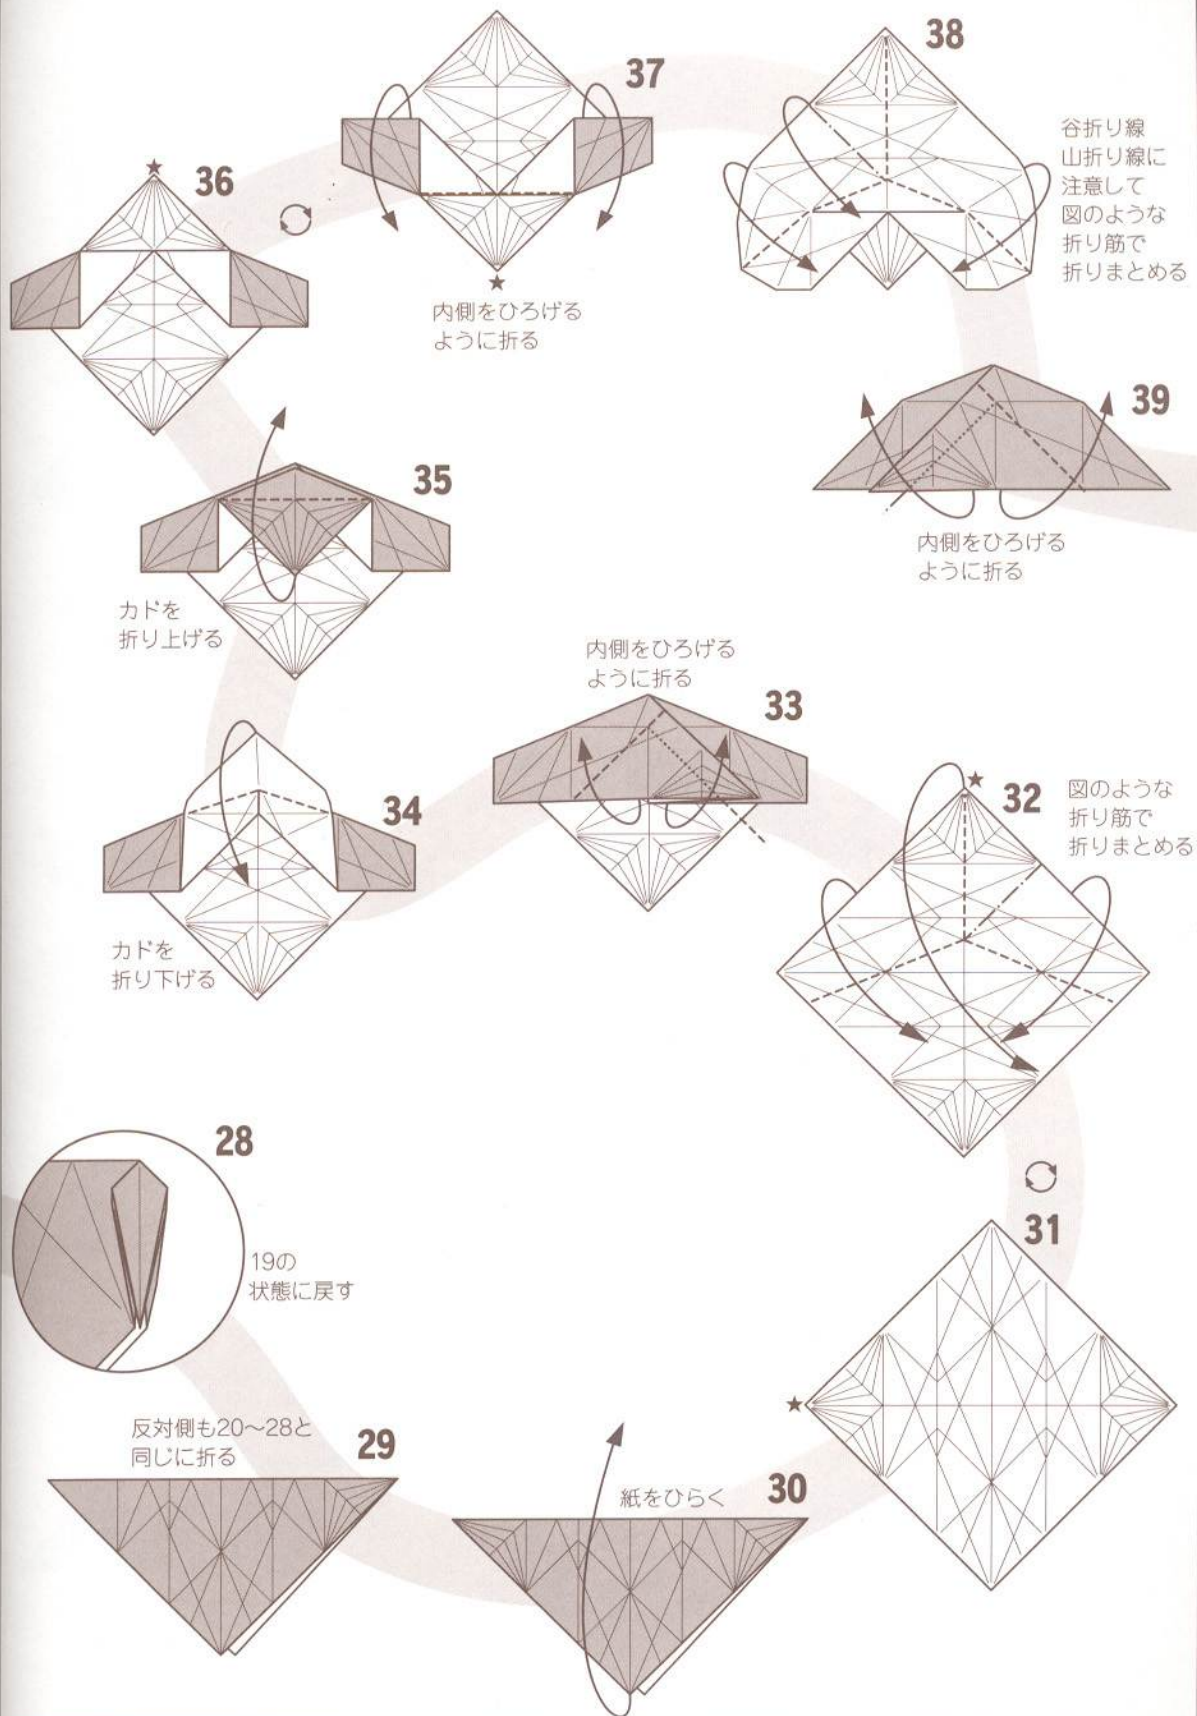 28
19の
状態に戻す
29
反対側も20～28と
同じに折る
30
紙をひらく
31
32
図のような
折り筋で
折りまとめる
33
内側をひろげる
ように折る
34
カドを
折り下げる
35
カドを
折り上げる
36
37
内側をひろげる
ように折る
38
谷折り線
山折り線に
注意して
図のような
折り筋で
折りまとめる
39
内側をひろげる
ように折る